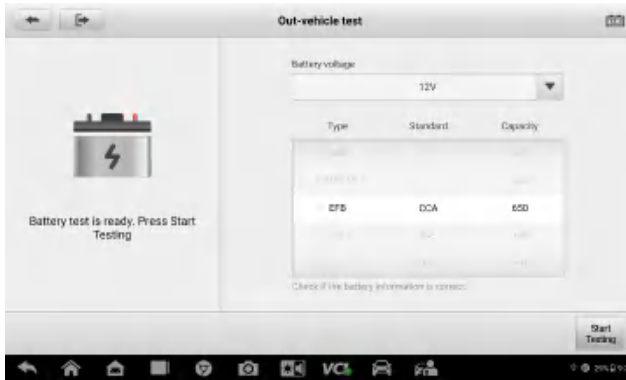 Out-vehicle test
Battery voltage
12V
Type Standard Capacity
EFB CCA 650
Battery test is ready. Press Start
Testing
Check if the battery information is correct.
Start
Testing
VCI